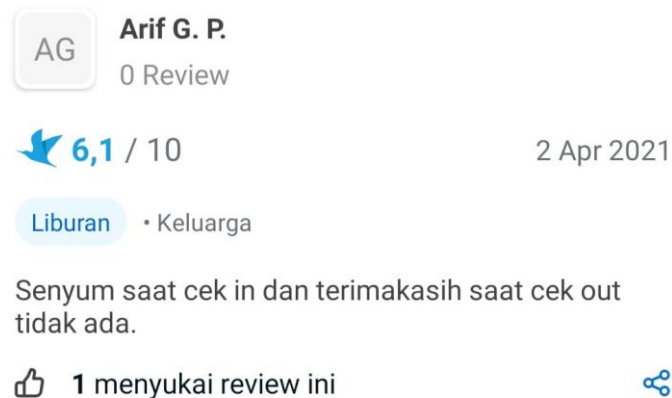 AG
Arif G. P.
0 Review
6,1 / 10
2 Apr 2021
Liburan • Keluarga
Senyum saat cek in dan terimakasih saat cek out
tidak ada.
1 menyukai review ini